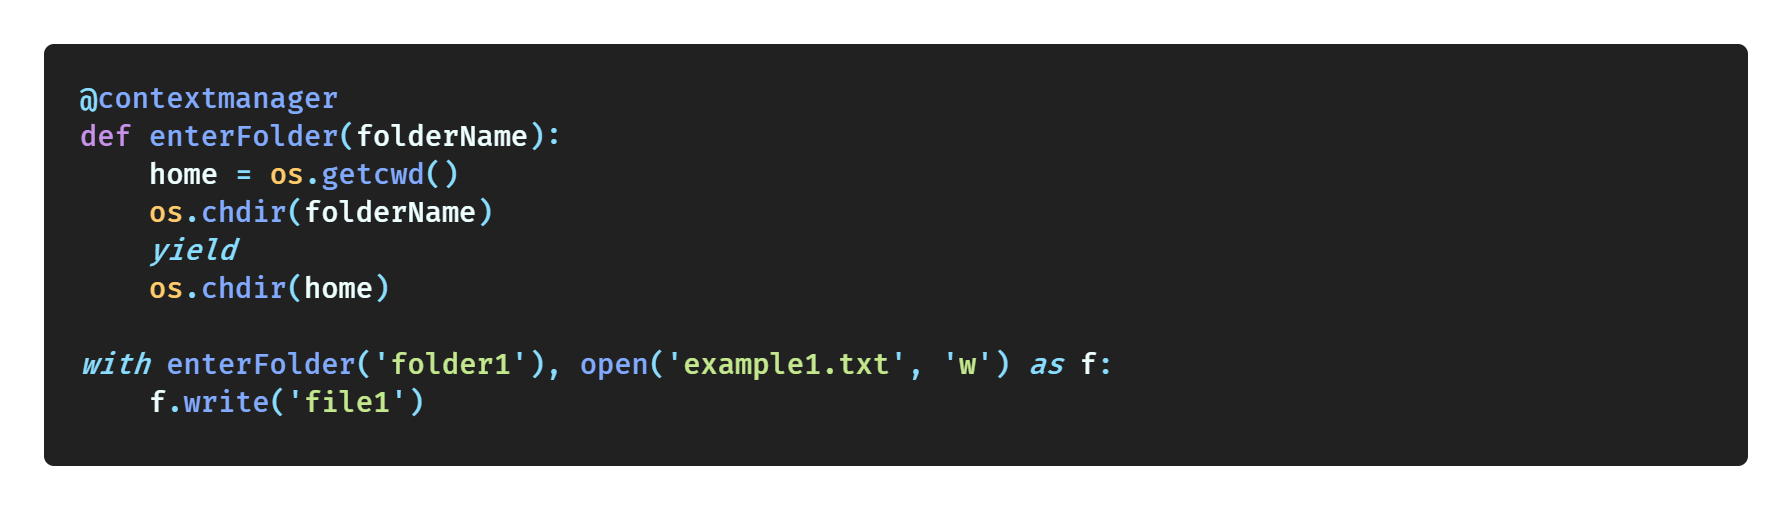 @contextmanager
def enterFolder(folderName):
    home = os.getcwd()
    os.chdir(folderName)
    yield
    os.chdir(home)

with enterFolder('folder1'), open('example1.txt', 'w') as f:
    f.write('file1')